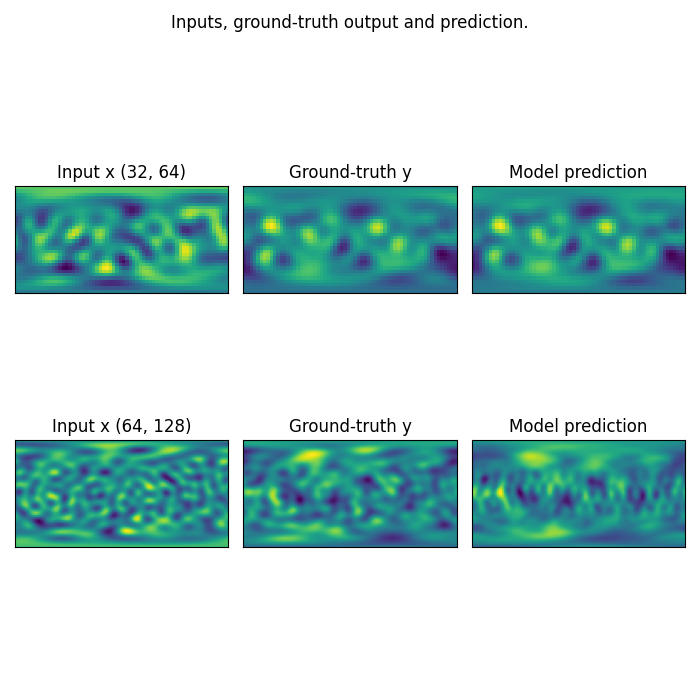 Inputs, ground-truth output and prediction.
Input x (32, 64)
Ground-truth y
Model prediction
Input x (64, 128)
Ground-truth y
Model prediction